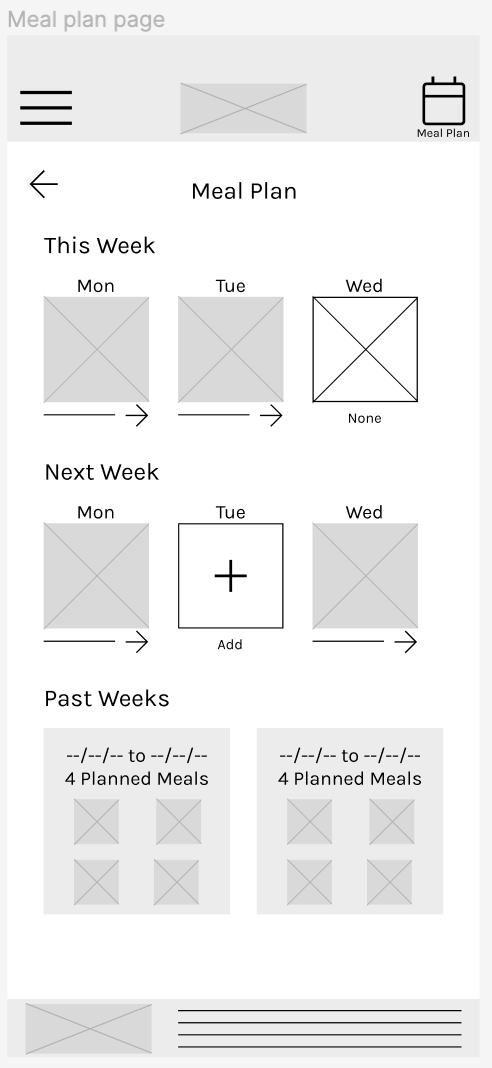 Meal plan page
Meal Plan
Meal Plan
This Week
Mon Tue Wed
None
Next Week
Mon Tue Wed
Add
Past Weeks
--/--/-- to --/--/--
4 Planned Meals
--/--/-- to --/--/--
4 Planned Meals